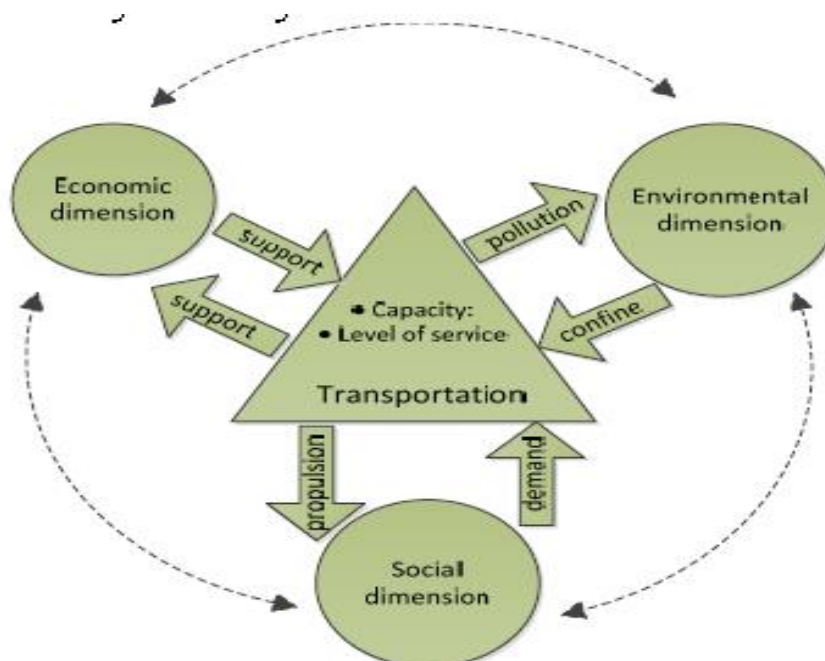 Economic
dimension
Environmental
dimension
support
pollution
support
confine
• Capacity:
• Level of service
Transportation
propulsion
demand
Social
dimension